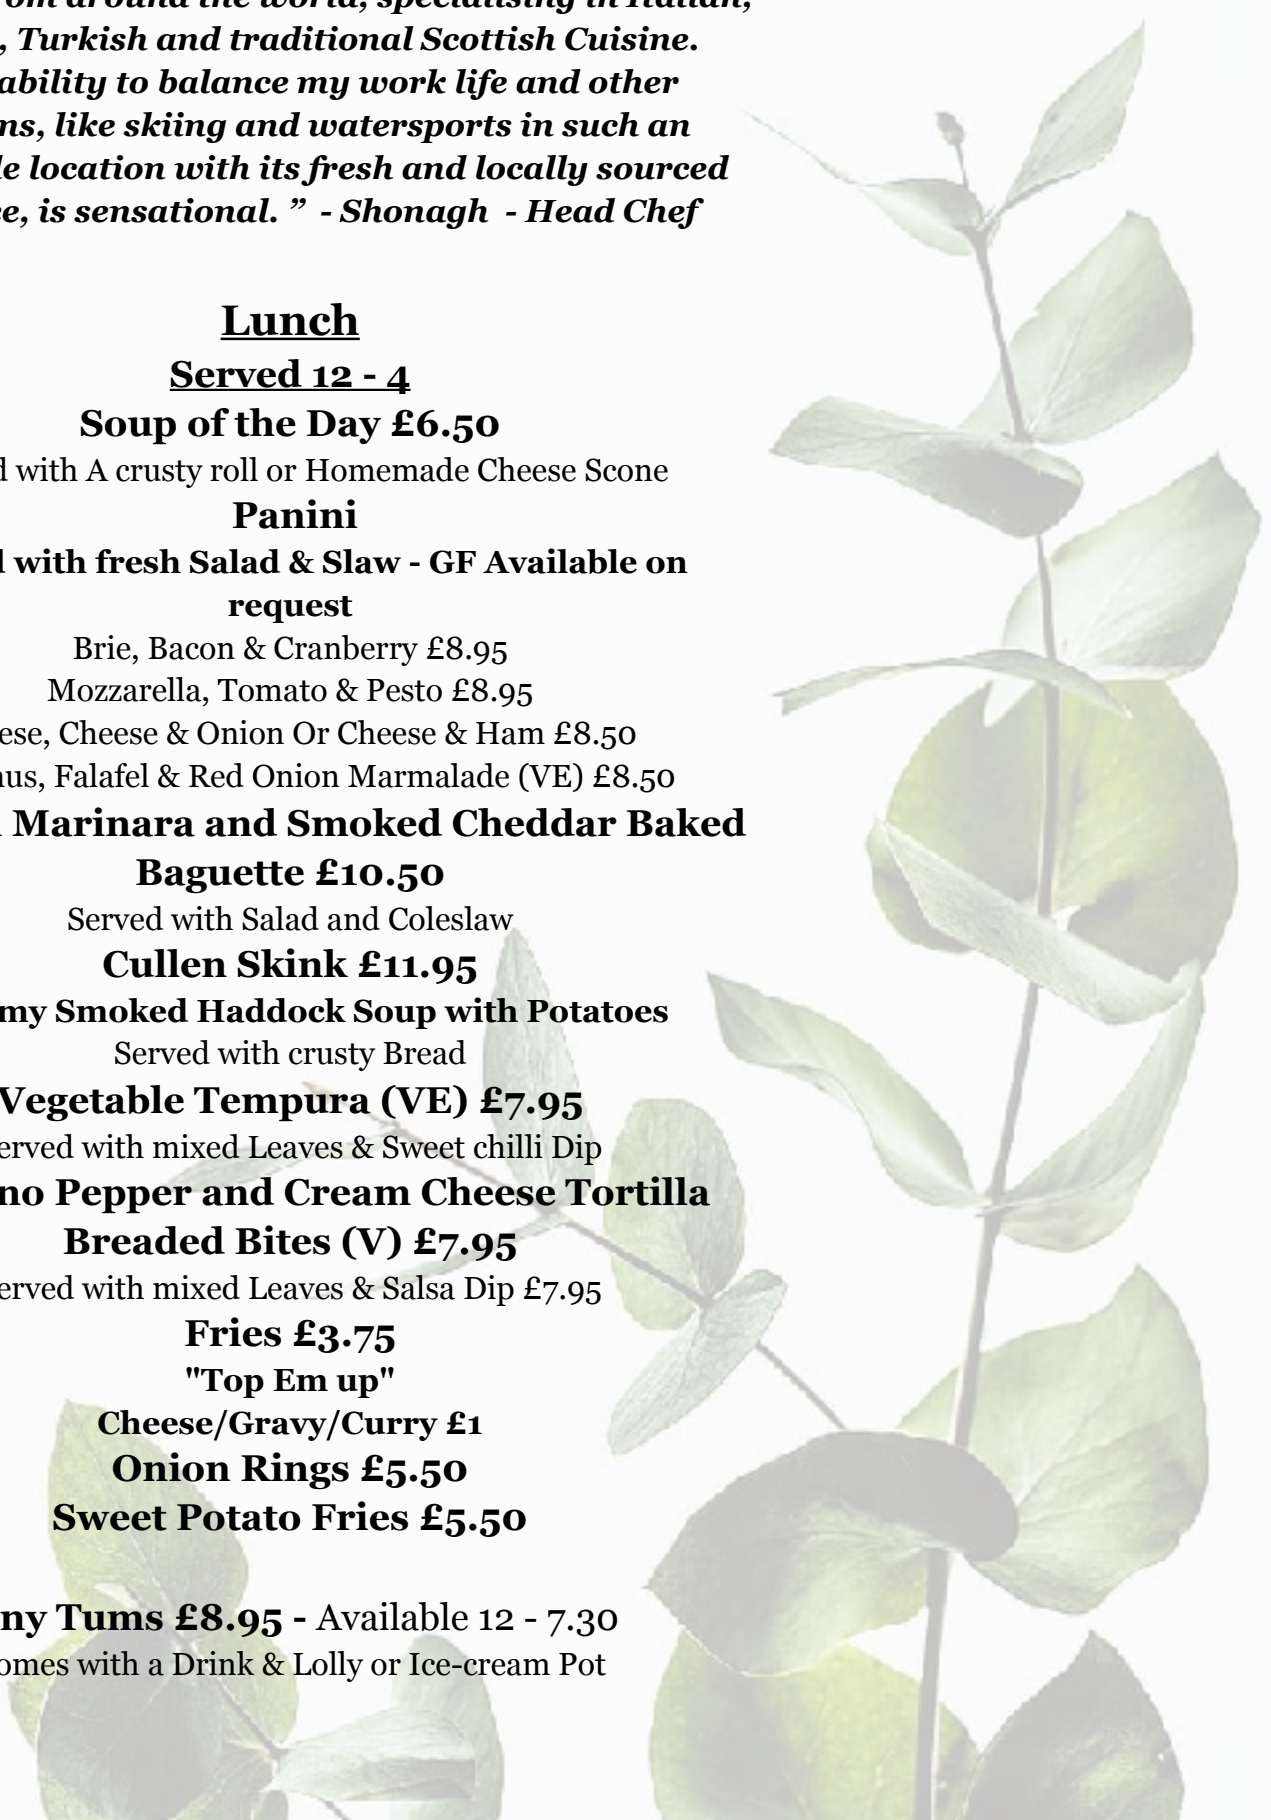 around the world, specialising in Italian,
, Turkish and traditional Scottish Cuisine.
ability to balance my work life and other
, like skiing and watersports in such an
location with its fresh and locally sourced
, is sensational. ” - Shonagh - Head Chef
Lunch
Served 12 - 4
Soup of the Day £6.50
with A crusty roll or Homemade Cheese Scone
Panini
with fresh Salad & Slaw - GF Available on
request
Brie, Bacon & Cranberry £8.95
Mozzarella, Tomato & Pesto £8.95
, Cheese & Onion Or Cheese & Ham £8.50
, Falafel & Red Onion Marmalade (VE) £8.50
Marinara and Smoked Cheddar Baked
Baguette £10.50
Served with Salad and Coleslaw
Cullen Skink £11.95
Smoked Haddock Soup with Potatoes
Served with crusty Bread
Vegetable Tempura (VE) £7.95
erved with mixed Leaves & Sweet chilli Dip
no Pepper and Cream Cheese Tortilla
Breaded Bites (V) £7.95
erved with mixed Leaves & Salsa Dip £7.95
Fries £3.75
"Top Em up"
Cheese/Gravy/Curry £1
Onion Rings £5.50
Sweet Potato Fries £5.50
ny Tums £8.95 - Available 12 - 7.30
omes with a Drink & Lolly or Ice-cream Pot